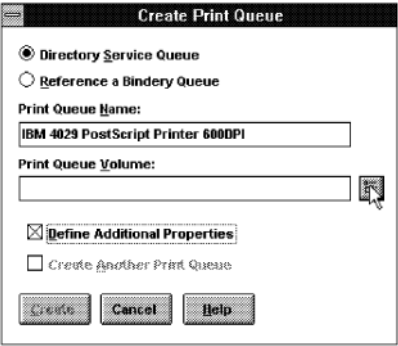 Create Print Queue
Directory Service Queue
Reference a Bindery Queue
Print Queue Name:
IBM 4029 PostScript Printer 600DPI
Print Queue Volume:
Define Additional Properties
Create Another Print Queue
Create Cancel Help